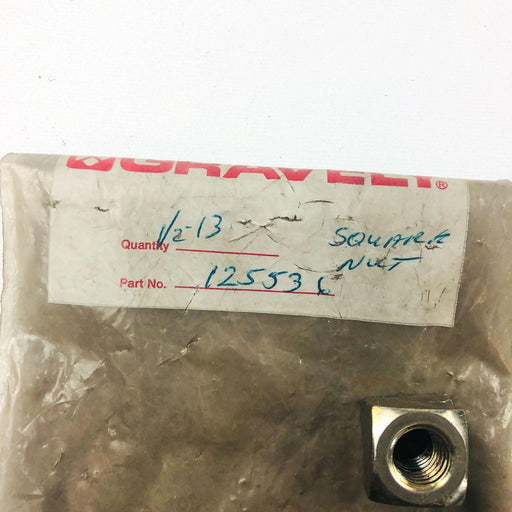 GRAVELY®
1/2-13
Quantity
SQUARE
NUT
Part No. 125536